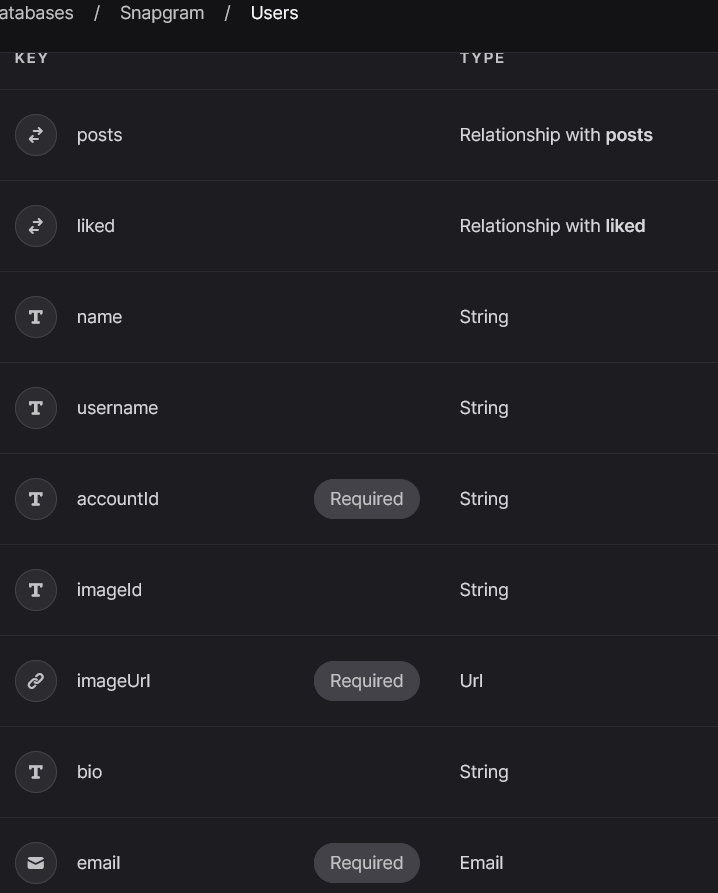 atabases / Snapgram / Users
KEY TYPE
posts Relationship with posts
liked Relationship with liked
name String
username String
accountId Required String
imageId String
imageUrl Required Url
bio String
email Required Email